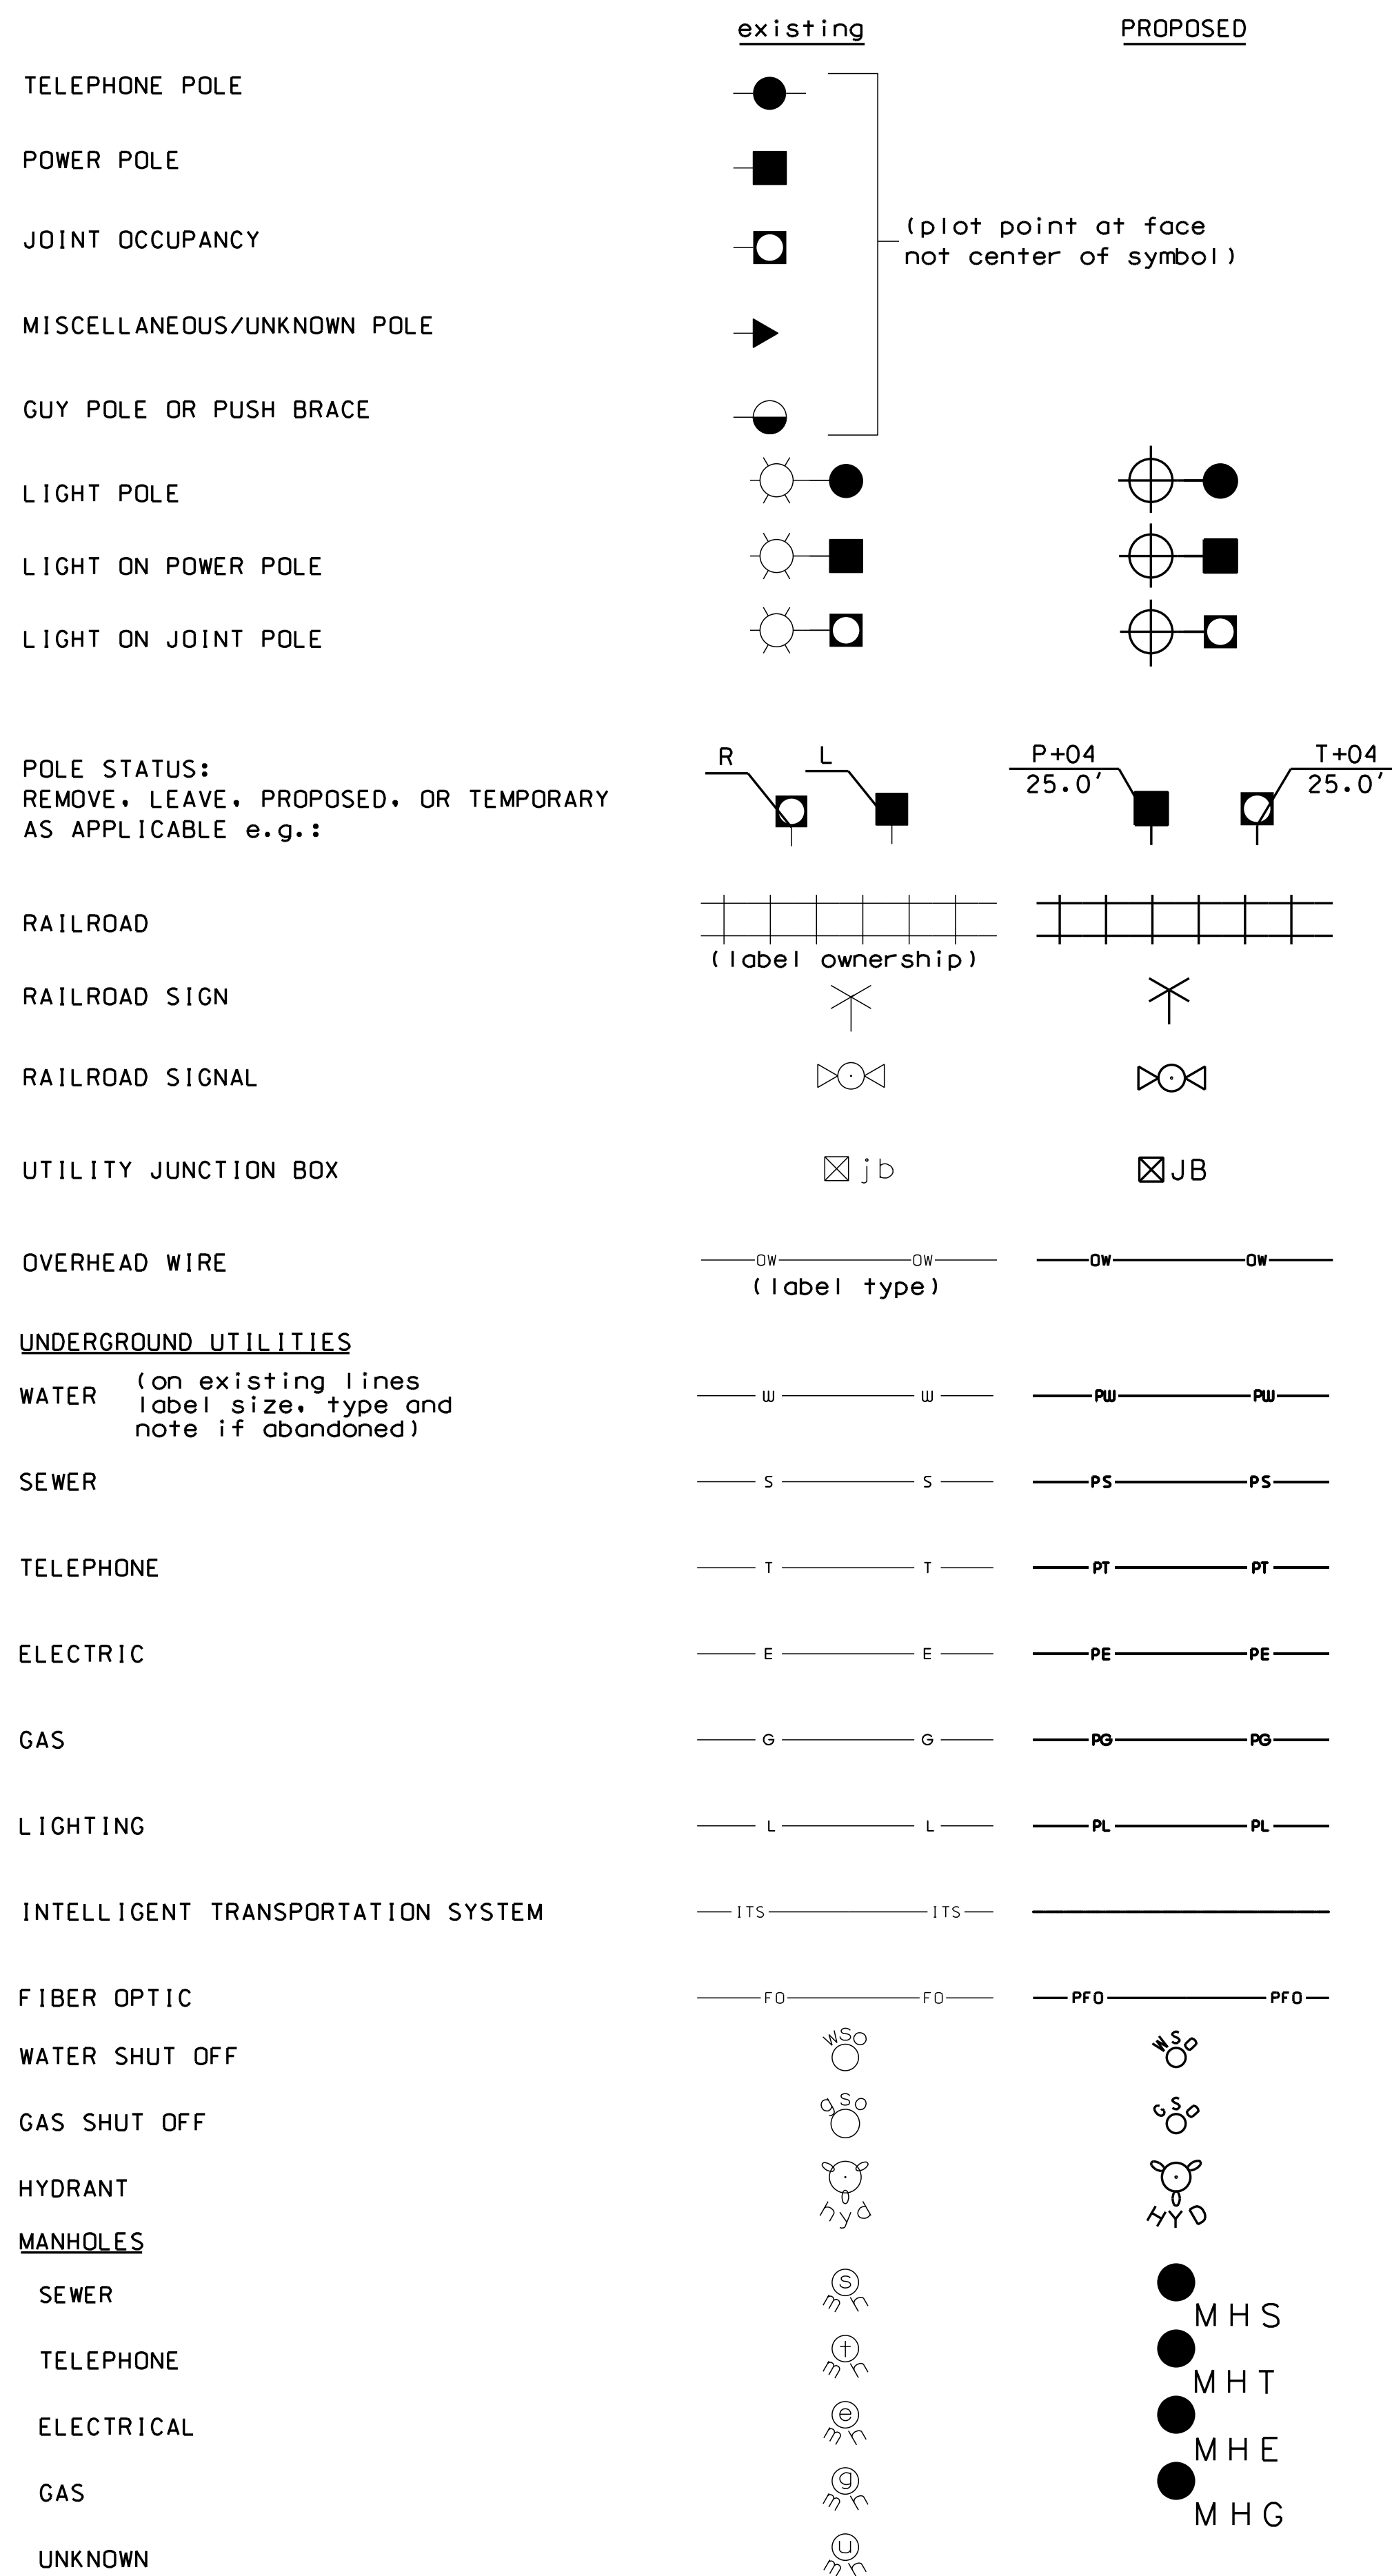 existing PROPOSED
TELEPHONE POLE
POWER POLE
(plot point at face
not center of symbol)
JOINT OCCUPANCY
MISCELLANEOUS/UNKNOWN POLE
GUY POLE OR PUSH BRACE
LIGHT POLE
LIGHT ON POWER POLE
LIGHT ON JOINT POLE
POLE STATUS:
REMOVE, LEAVE, PROPOSED, OR TEMPORARY
AS APPLICABLE e.g.:
R L P+04 T+04
25.0' 25.0'
RAILROAD
(label ownership)
RAILROAD SIGN
RAILROAD SIGNAL
UTILITY JUNCTION BOX jb JB
OVERHEAD WIRE OW OW OW OW
(label type)
UNDERGROUND UTILITIES
WATER (on existing lines
label size, type and
note if abandoned)
W W PW PW
SEWER S S PS PS
TELEPHONE T T PT PT
ELECTRIC E E PE PE
GAS G G PG PG
LIGHTING L L PL PL
INTELLIGENT TRANSPORTATION SYSTEM ITS ITS
FIBER OPTIC FO FO PFO PFO
WATER SHUT OFF wso WSO
GAS SHUT OFF gso GSO
HYDRANT hyd HYD
MANHOLES
SEWER s mh MHS
TELEPHONE t mh MHT
ELECTRICAL e mh MHE
GAS g mh MHG
UNKNOWN u mh